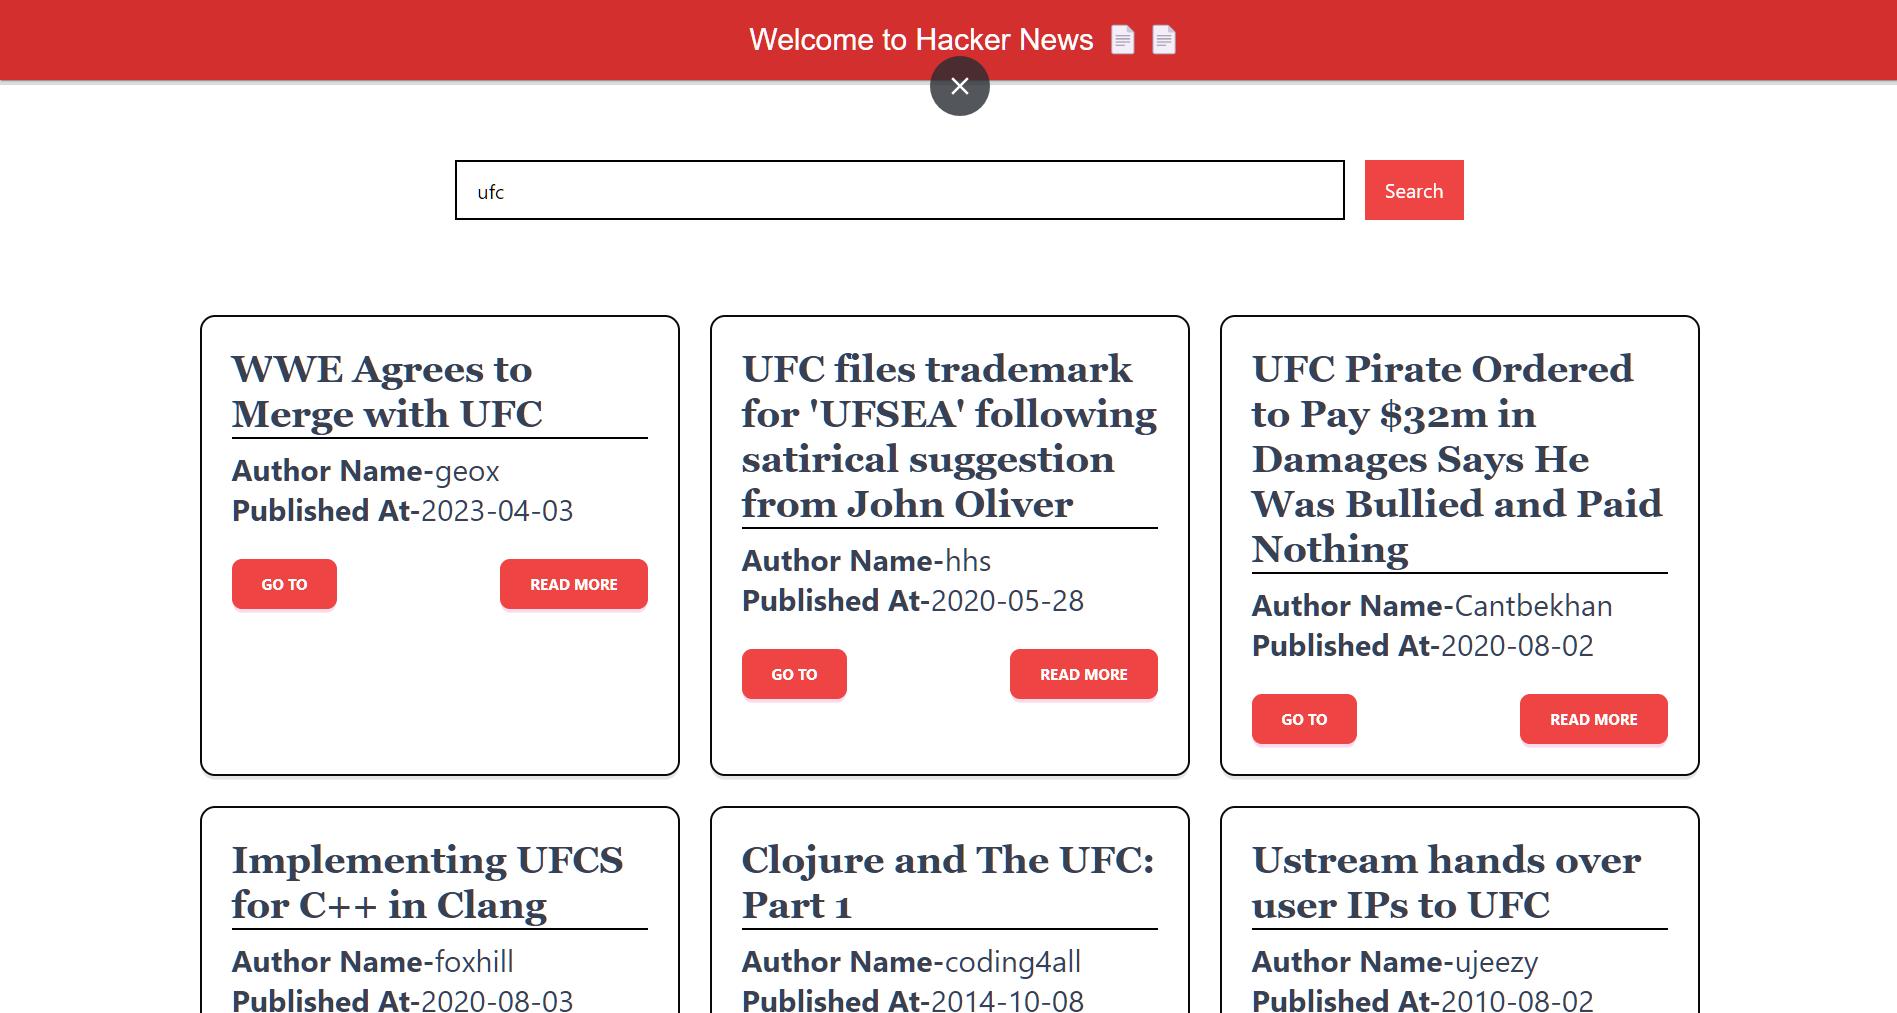 Welcome to Hacker News
ufc
Search
WWE Agrees to
Merge with UFC
Author Name-geox
Published At-2023-04-03
GO TO
READ MORE
UFC files trademark
for 'UFSEA' following
satirical suggestion
from John Oliver
Author Name-hhs
Published At-2020-05-28
GO TO
READ MORE
UFC Pirate Ordered
to Pay $32m in
Damages Says He
Was Bullied and Paid
Nothing
Author Name-Cantbekhan
Published At-2020-08-02
GO TO
READ MORE
Implementing UFCS
for C++ in Clang
Author Name-foxhill
Published At-2020-08-03
Clojure and The UFC:
Part 1
Author Name-coding4all
Published At-2014-10-08
Ustream hands over
user IPs to UFC
Author Name-ujeezy
Published At-2010-08-02